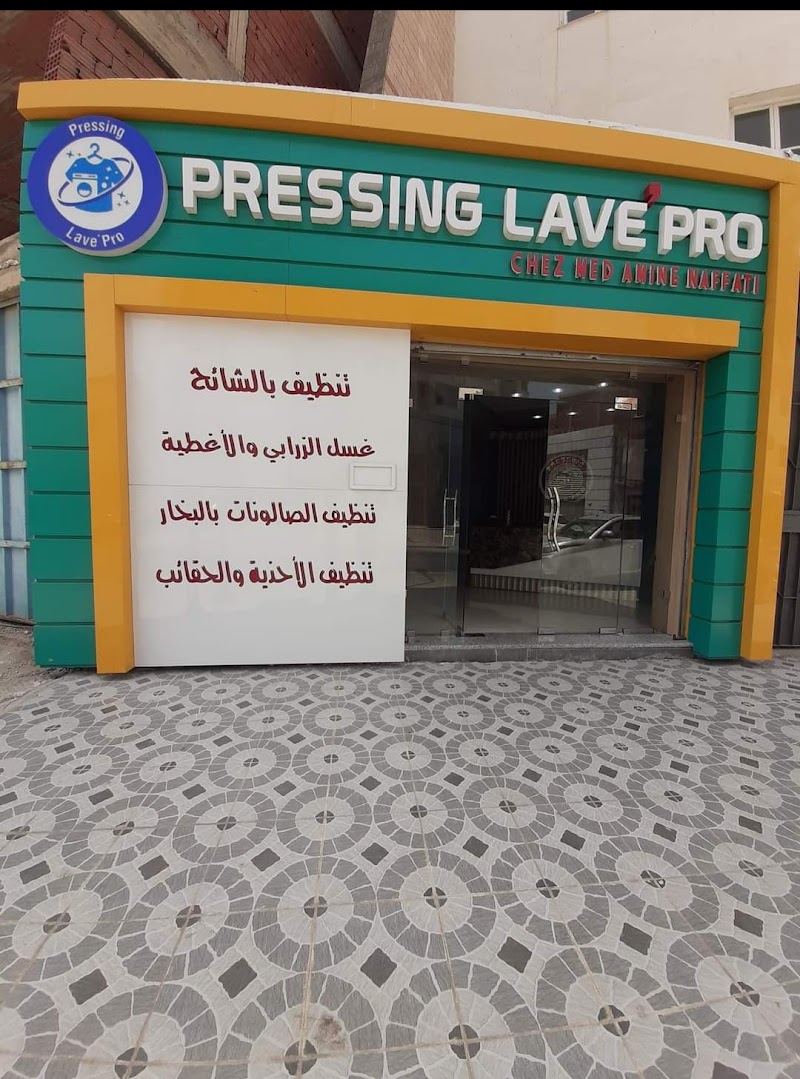 Pressing
Lave'Pro
PRESSING LAVE'PRO
CHEZ MED AMINE NAFFATI
تنظيف بالشائح
غسل الزرابي والأغطية
تنظيف الصالونات بالبخار
تنظيف الأحذية والحقائب